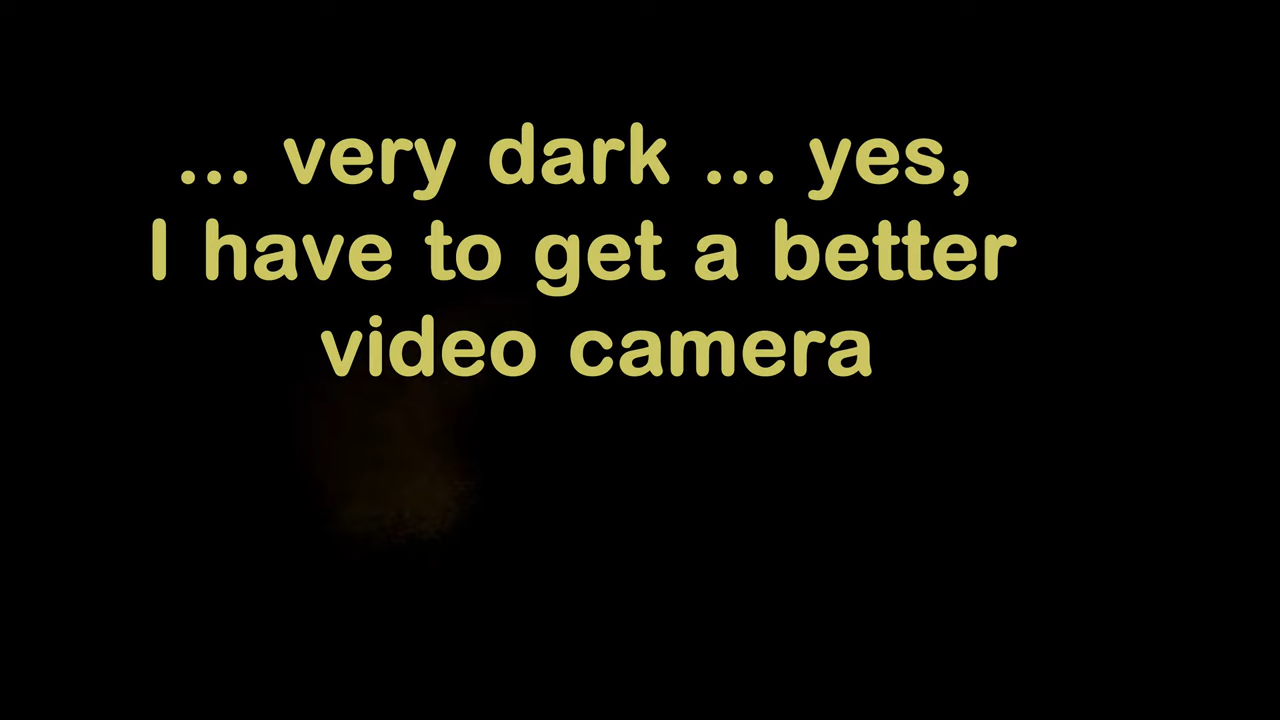 ... very dark ... yes,
I have to get a better
video camera